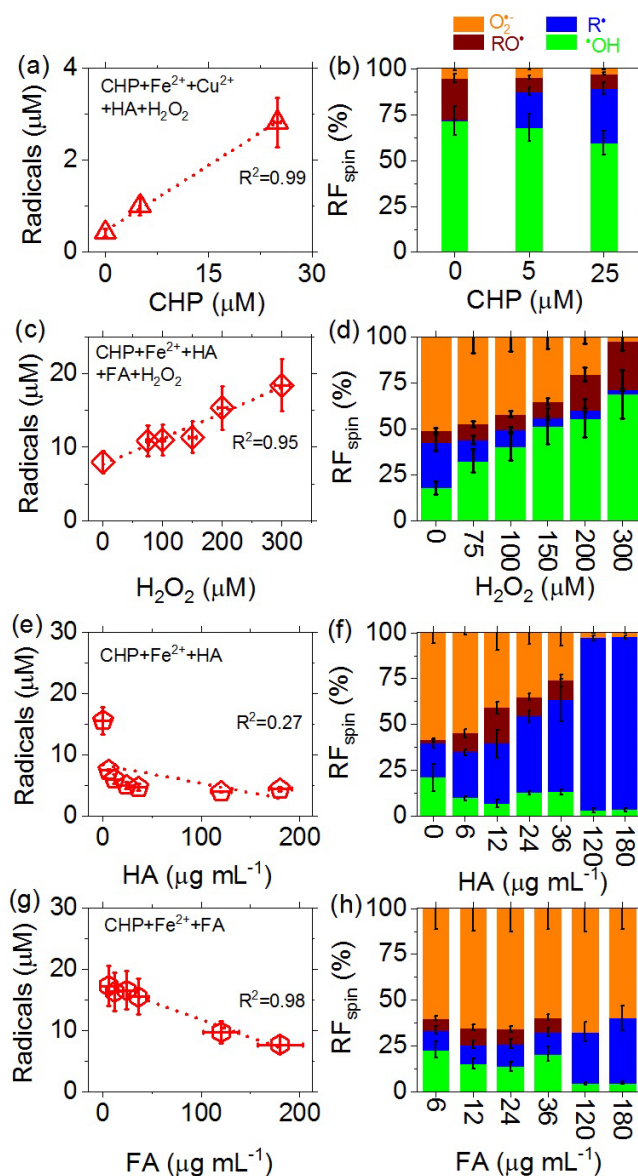 O₂•⁻ R•
RO• •OH
(a) CHP+Fe²⁺+Cu²⁺
+HA+H₂O₂
R²=0.99
Radicals (μM)
4
2
0
0 15 30
CHP (μM)
(b)
RF_spin (%)
100
75
50
25
0
0 5 25
CHP (μM)
(c) CHP+Fe²⁺+HA
+FA+H₂O₂
R²=0.95
Radicals (μM)
20
10
0
0 100 200 300
H₂O₂ (μM)
(d)
RF_spin (%)
100
75
50
25
0
0 75 100 150 200 300
H₂O₂ (μM)
(e) CHP+Fe²⁺+HA
R²=0.27
Radicals (μM)
30
20
10
0
0 100 200
HA (μg mL⁻¹)
(f)
RF_spin (%)
100
75
50
25
0
0 6 12 24 36 120 180
HA (μg mL⁻¹)
(g) CHP+Fe²⁺+FA
R²=0.98
Radicals (μM)
30
20
10
0
0 100 200
FA (μg mL⁻¹)
(h)
RF_spin (%)
100
75
50
25
0
6 12 24 36 120 180
FA (μg mL⁻¹)